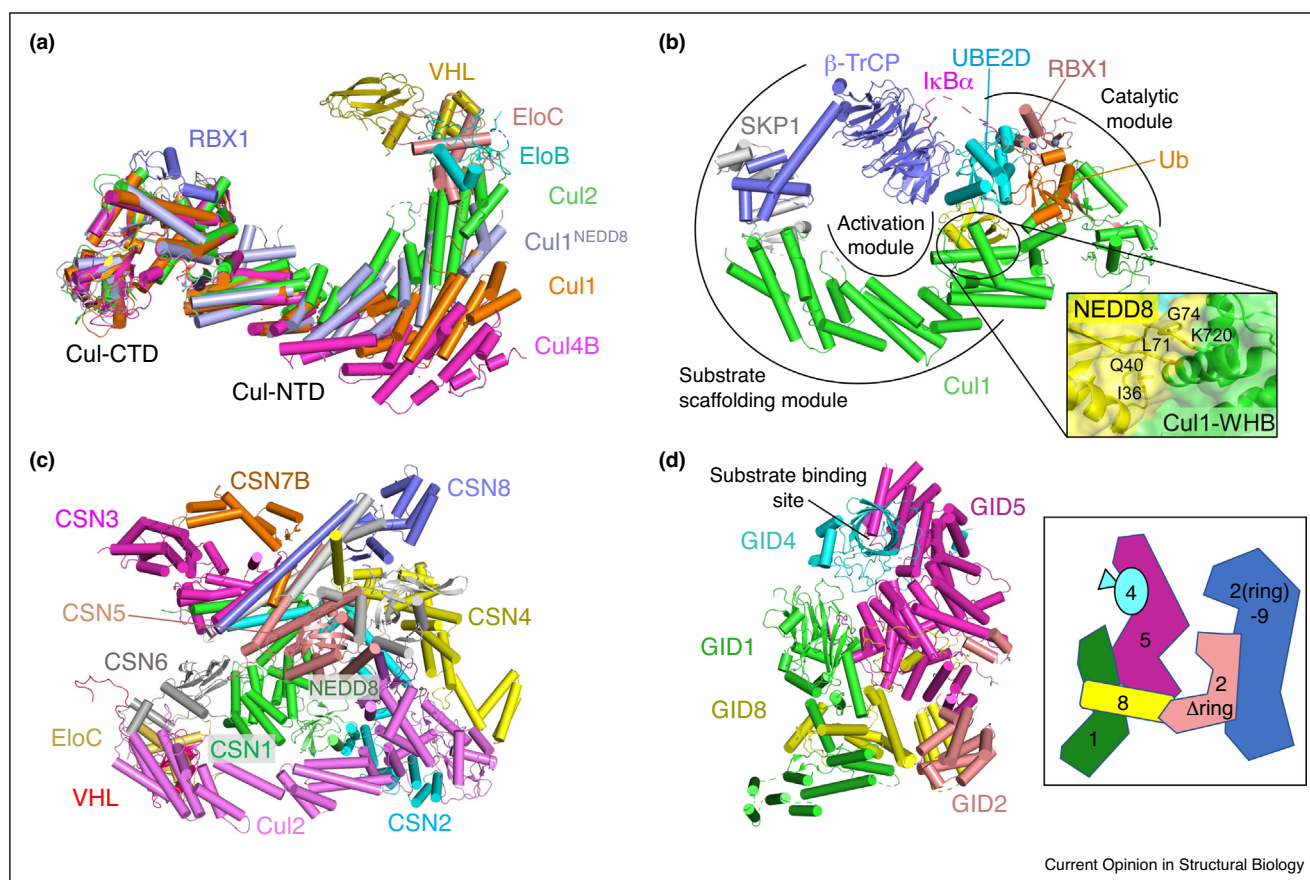 (a)
VHL
EloC
EloB
RBX1
Cul2
Cul1NEDD8
Cul1
Cul4B
Cul-CTD
Cul-NTD
(b)
β-TrCP
UBE2D
IκBα
RBX1
Catalytic
module
SKP1
Ub
Activation
module
Substrate
scaffolding module
Cul1
NEDD8
G74
L71
K720
Q40
I36
Cul1-WHB
(c)
CSN7B
CSN8
CSN3
CSN5
CSN4
CSN6
NEDD8
EloC
CSN1
VHL
Cul2
CSN2
(d)
Substrate binding
site
GID5
GID4
GID1
GID8
GID2
4
5
2(ring)
-9
2
Δring
8
1
Current Opinion in Structural Biology